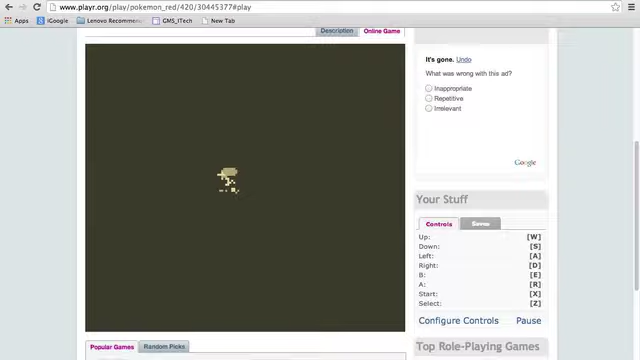 www.playr.org/play/pokemon_red/420/30445377#play
Apps iGoogle Lenovo Recommen GMS_ITech New Tab
Description Online Game
It's gone. Undo
What was wrong with this ad?
Inappropriate
Repetitive
Irrelevant
Google
Your Stuff
Controls Saves
Up: [W]
Down: [S]
Left: [A]
Right: [D]
B: [E]
A: [R]
Start: [X]
Select: [Z]
Configure Controls Pause
Popular Games Random Picks
Top Role-Playing Games